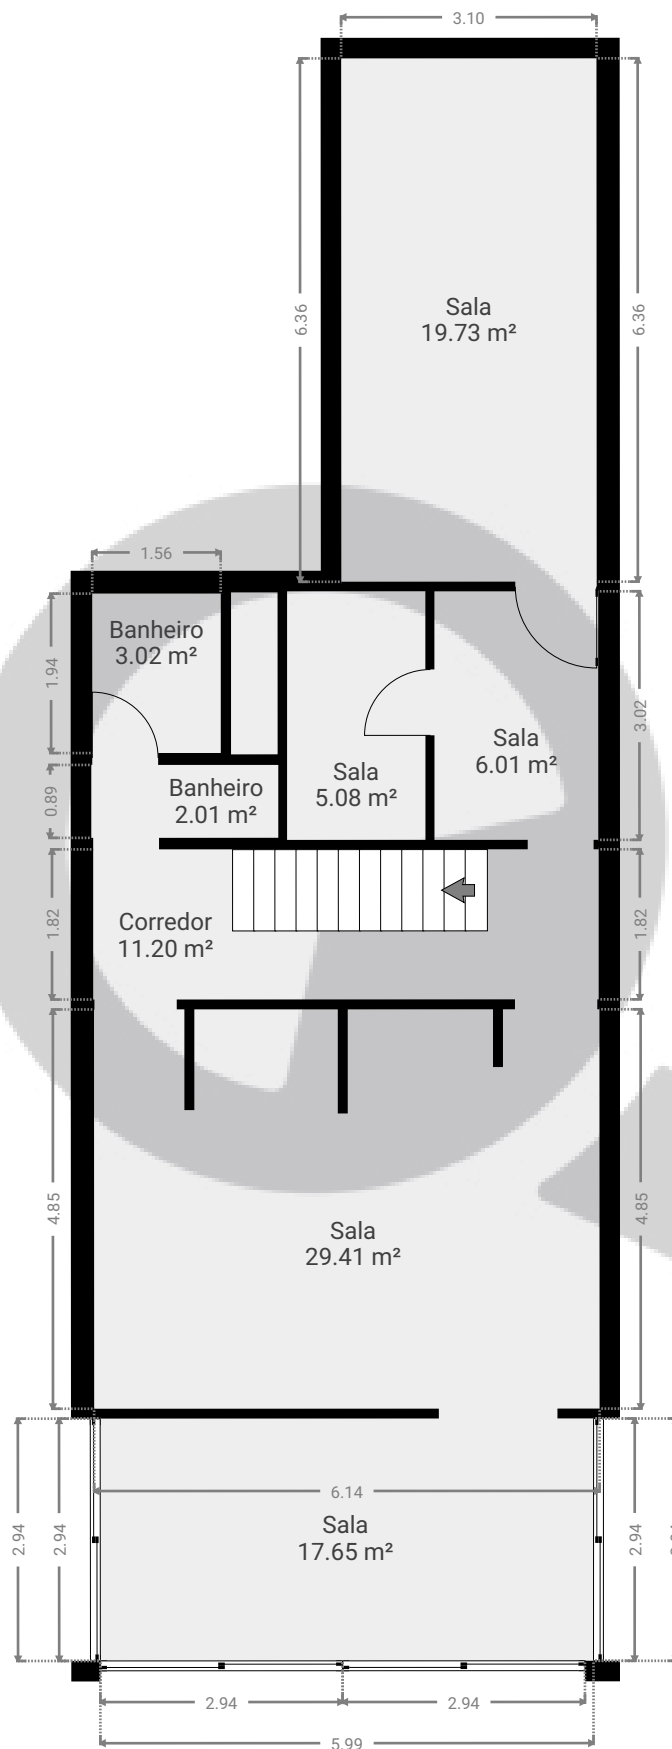 3.10
6.36
6.36
Sala
19.73 m²
1.56
Banheiro
3.02 m²
1.94
3.02
Sala
6.01 m²
Sala
5.08 m²
Banheiro
2.01 m²
0.89
Corredor
11.20 m²
1.82
1.82
4.85
4.85
Sala
29.41 m²
6.14
Sala
17.65 m²
2.94
2.94
2.94
2.94
2.94
5.99